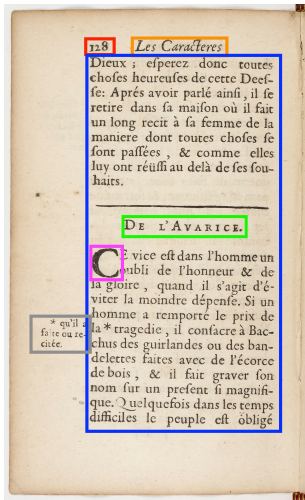 128 Les Caracteres
Dieux ; esperez donc toutes
choses heureuses de cette Dees-
se: Aprés avoir parlé ainsi, il se
retire dans sa maison où il fait
un long recit à sa femme de la
maniere dont toutes choses se
sont passées , & comme elles
luy ont réüssi au delà de ses sou-
haits.
DE L'AVARICE.
CE vice est dans l'homme un
oubli de l'honneur & de
la gloire , quand il s'agit d'é-
viter la moindre dépense. Si un
homme a remporté le prix de
la * tragedie , il consacre à Bac-
chus des guirlandes ou des ban-
delettes faites avec de l'écorce
de bois , & il fait graver son
nom sur un present si magnifi-
que. Quelquefois dans les temps
difficiles le peuple est obligé
* qu'il a
faite ou re-
citée.